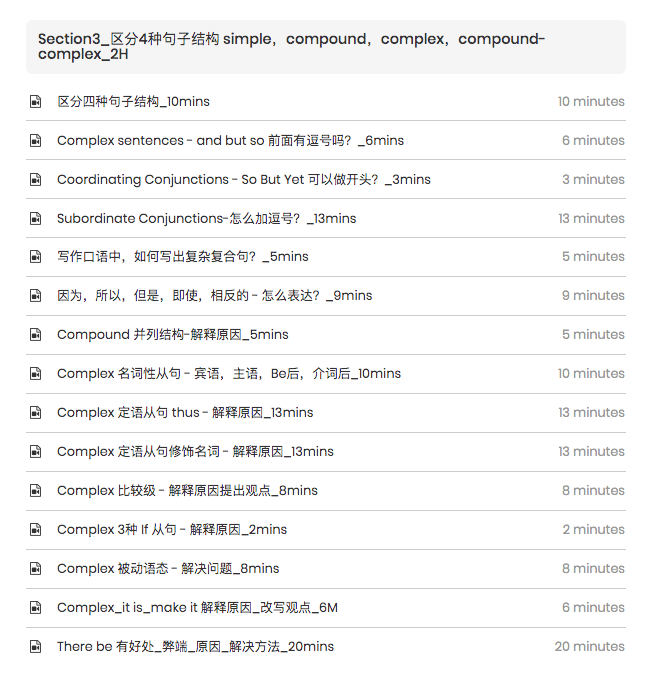 Section3_区分4种句子结构 simple，compound，complex，compound-
complex_2H
区分四种句子结构_10mins 10 minutes
Complex sentences - and but so 前面有逗号吗？_6mins 6 minutes
Coordinating Conjunctions - So But Yet 可以做开头？_3mins 3 minutes
Subordinate Conjunctions-怎么加逗号？_13mins 13 minutes
写作口语中，如何写出复杂复合句？_5mins 5 minutes
因为，所以，但是，即使，相反的 - 怎么表达？_9mins 9 minutes
Compound 并列结构-解释原因_5mins 5 minutes
Complex 名词性从句 - 宾语，主语，Be后，介词后_10mins 10 minutes
Complex 定语从句 thus - 解释原因_13mins 13 minutes
Complex 定语从句修饰名词 - 解释原因_13mins 13 minutes
Complex 比较级 - 解释原因提出观点_8mins 8 minutes
Complex 3种 If 从句 - 解释原因_2mins 2 minutes
Complex 被动语态 - 解决问题_8mins 8 minutes
Complex_it is_make it 解释原因_改写观点_6M 6 minutes
There be 有好处_弊端_原因_解决方法_20mins 20 minutes